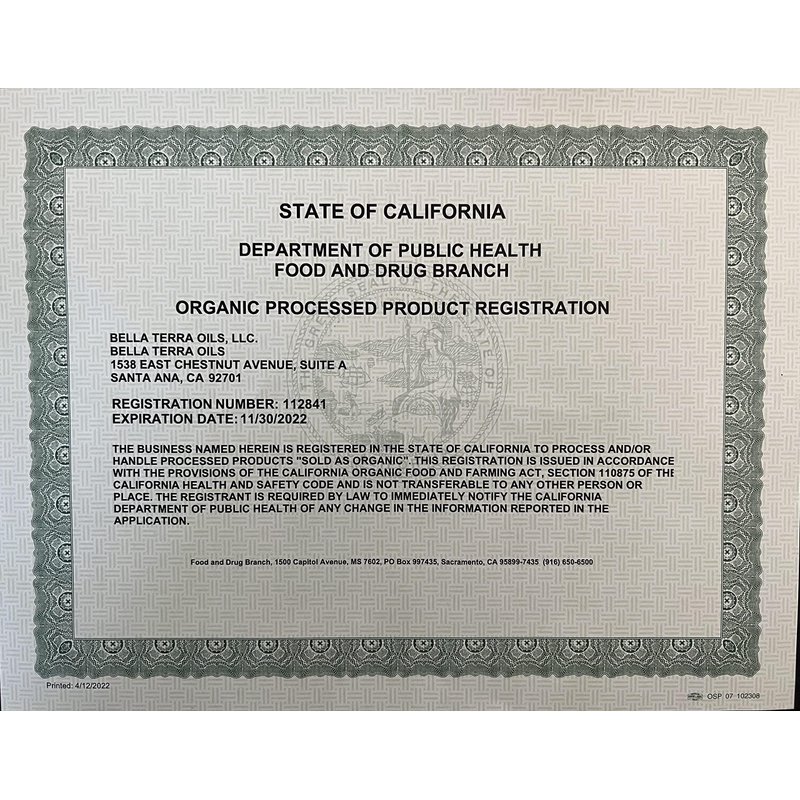 STATE OF CALIFORNIA
DEPARTMENT OF PUBLIC HEALTH
FOOD AND DRUG BRANCH
ORGANIC PROCESSED PRODUCT REGISTRATION
BELLA TERRA OILS, LLC.
BELLA TERRA OILS
1538 EAST CHESTNUT AVENUE, SUITE A
SANTA ANA, CA 92701
REGISTRATION NUMBER: 112841
EXPIRATION DATE: 11/30/2022
THE BUSINESS NAMED HEREIN IS REGISTERED IN THE STATE OF CALIFORNIA TO PROCESS AND/OR
HANDLE PROCESSED PRODUCTS "SOLD AS ORGANIC". THIS REGISTRATION IS ISSUED IN ACCORDANCE
WITH THE PROVISIONS OF THE CALIFORNIA ORGANIC FOOD AND FARMING ACT, SECTION 110875 OF THE
CALIFORNIA HEALTH AND SAFETY CODE AND IS NOT TRANSFERABLE TO ANY OTHER PERSON OR
PLACE. THE REGISTRANT IS REQUIRED BY LAW TO IMMEDIATELY NOTIFY THE CALIFORNIA
DEPARTMENT OF PUBLIC HEALTH OF ANY CHANGE IN THE INFORMATION REPORTED IN THE
APPLICATION.
Food and Drug Branch, 1500 Capitol Avenue, MS 7602, PO Box 997435, Sacramento, CA 95899-7435 (916) 650-6500
Printed: 4/12/2022
OSP 07 102308